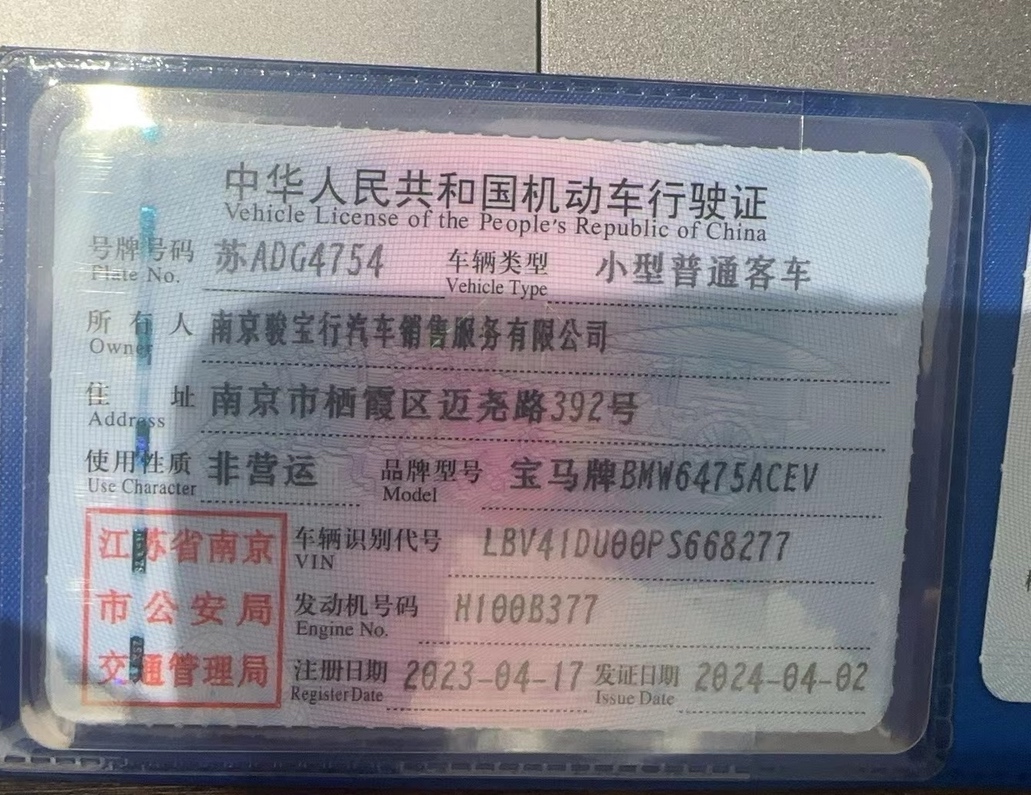 中华人民共和国机动车行驶证
Vehicle License of the People's Republic of China
号牌号码 苏ADG4754 车辆类型 小型普通客车
Plate No. Vehicle Type
所有人 南京骏宝行汽车销售服务有限公司
Owner
住址 南京市栖霞区迈尧路392号
Address
使用性质 非营运 品牌型号 宝马牌BMW6475ACEV
Use Character Model
江苏省南京 车辆识别代号 LBV41DU00PS668277
VIN
市公安局 发动机号码 H100B377
Engine No.
交通管理局 注册日期 2023-04-17 发证日期 2024-04-02
Register Date Issue Date